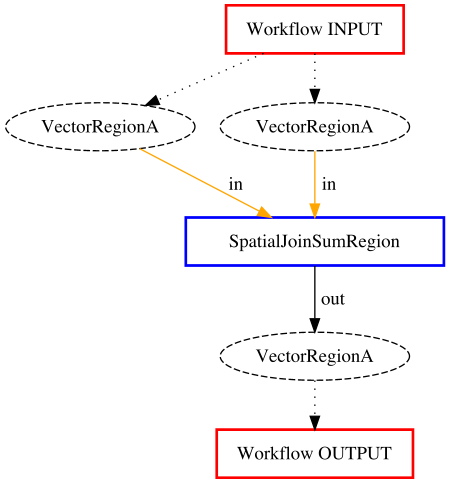 Workflow INPUT
VectorRegionA
VectorRegionA
in
in
SpatialJoinSumRegion
out
VectorRegionA
Workflow OUTPUT